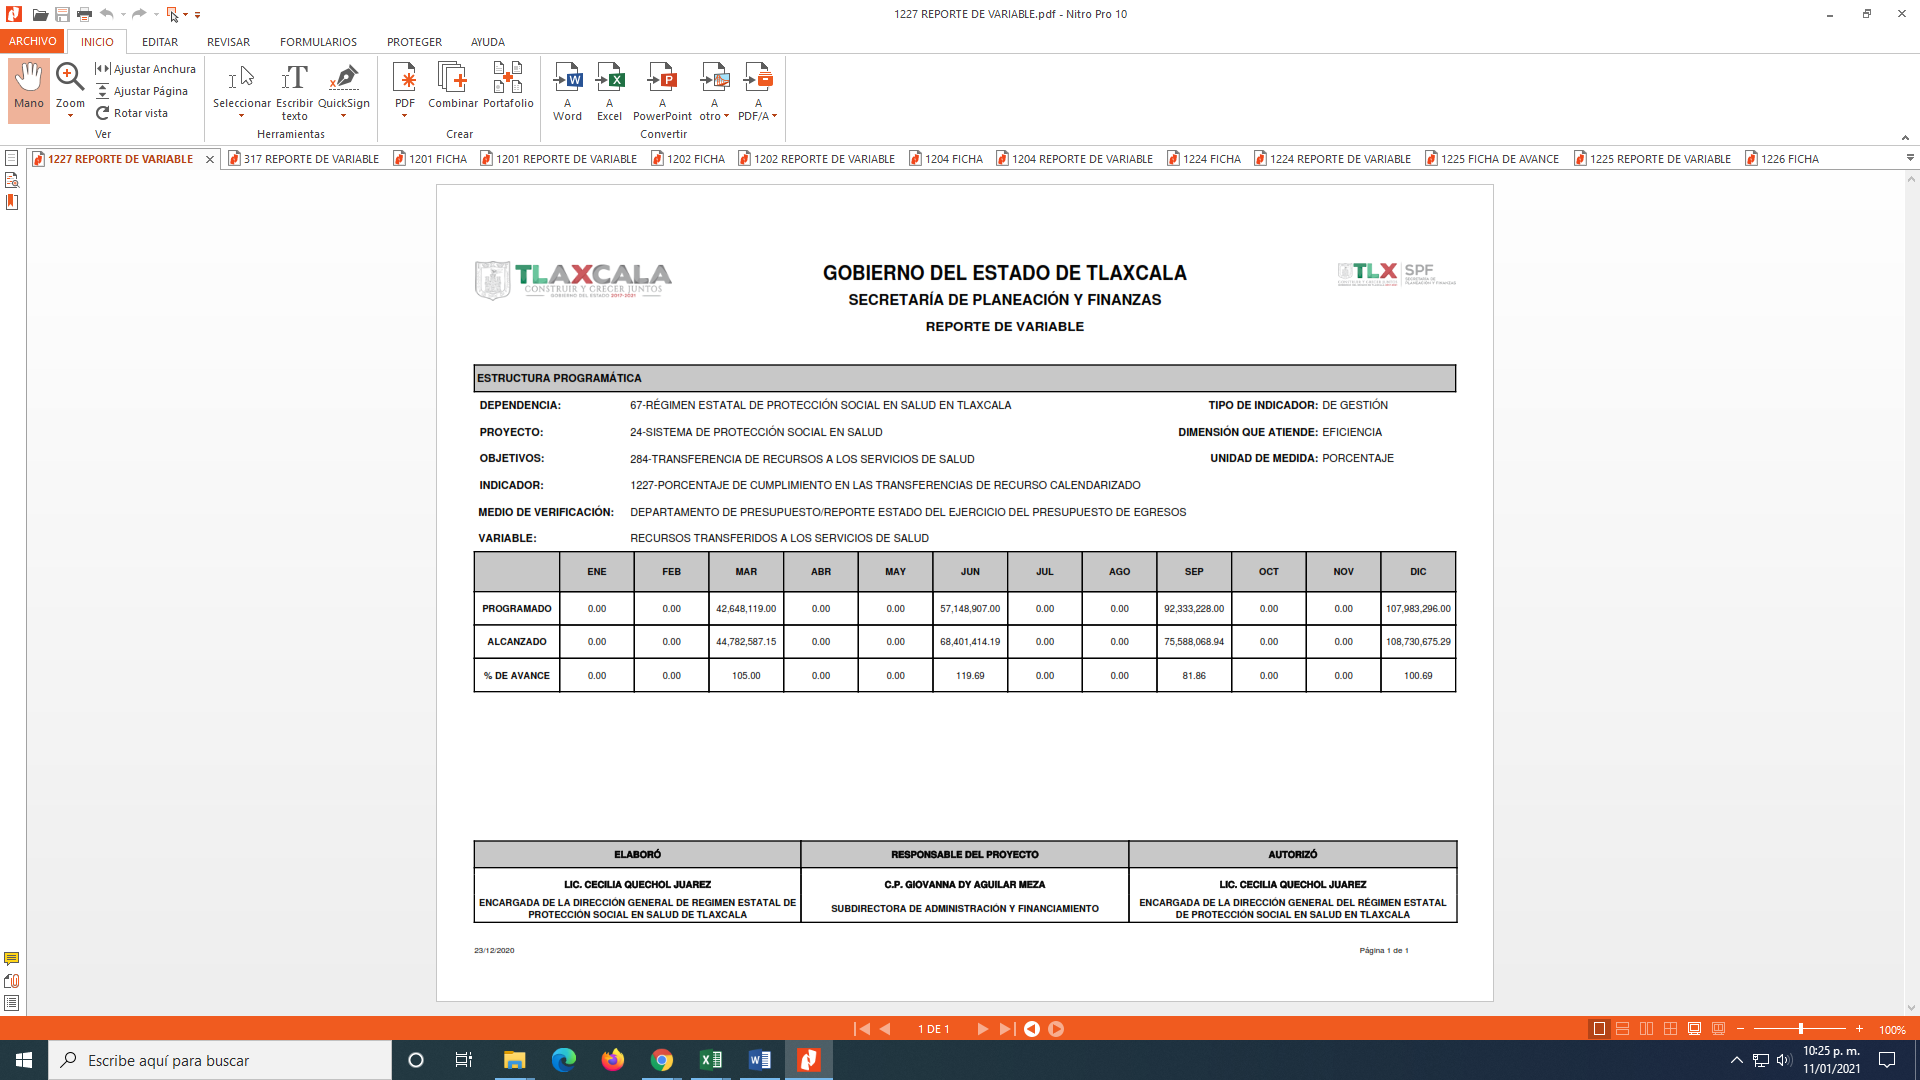 1227 REPORTE DE VARIABLE.pdf - Nitro Pro 10
ARCHIVO INICIO EDITAR REVISAR FORMULARIOS PROTEGER AYUDA
Mano Zoom Ajustar Anchura
Ajustar Página
Rotar vista
Ver
Seleccionar Escribir texto QuickSign
Herramientas
PDF Combinar Portafolio
Crear
A Word A Excel A PowerPoint A otro A PDF/A
Convertir
1227 REPORTE DE VARIABLE 317 REPORTE DE VARIABLE 1201 FICHA 1201 REPORTE DE VARIABLE 1202 FICHA 1202 REPORTE DE VARIABLE 1204 FICHA 1204 REPORTE DE VARIABLE 1224 FICHA 1224 REPORTE DE VARIABLE 1225 FICHA DE AVANCE 1225 REPORTE DE VARIABLE 1226 FICHA
TLAXCALA
CONSTRUIR Y CRECER JUNTOS
GOBIERNO DEL ESTADO 2017-2021
GOBIERNO DEL ESTADO DE TLAXCALA
SECRETARÍA DE PLANEACIÓN Y FINANZAS
REPORTE DE VARIABLE
TLX SPF
SECRETARÍA DE
PLANEACIÓN Y FINANZAS
ESTRUCTURA PROGRAMÁTICA
DEPENDENCIA: 67-RÉGIMEN ESTATAL DE PROTECCIÓN SOCIAL EN SALUD EN TLAXCALA TIPO DE INDICADOR: DE GESTIÓN
PROYECTO: 24-SISTEMA DE PROTECCIÓN SOCIAL EN SALUD DIMENSIÓN QUE ATIENDE: EFICIENCIA
OBJETIVOS: 284-TRANSFERENCIA DE RECURSOS A LOS SERVICIOS DE SALUD UNIDAD DE MEDIDA: PORCENTAJE
INDICADOR: 1227-PORCENTAJE DE CUMPLIMIENTO EN LAS TRANSFERENCIAS DE RECURSO CALENDARIZADO
MEDIO DE VERIFICACIÓN: DEPARTAMENTO DE PRESUPUESTO/REPORTE ESTADO DEL EJERCICIO DEL PRESUPUESTO DE EGRESOS
VARIABLE: RECURSOS TRANSFERIDOS A LOS SERVICIOS DE SALUD
ENE FEB MAR ABR MAY JUN JUL AGO SEP OCT NOV DIC
PROGRAMADO 0.00 0.00 42,648,119.00 0.00 0.00 57,148,907.00 0.00 0.00 92,333,228.00 0.00 0.00 107,983,296.00
ALCANZADO 0.00 0.00 44,782,587.15 0.00 0.00 68,401,414.19 0.00 0.00 75,588,068.94 0.00 0.00 108,730,675.29
% DE AVANCE 0.00 0.00 105.00 0.00 0.00 119.69 0.00 0.00 81.86 0.00 0.00 100.69
ELABORÓ RESPONSABLE DEL PROYECTO AUTORIZÓ
LIC. CECILIA QUECHOL JUAREZ C.P. GIOVANNA DY AGUILAR MEZA LIC. CECILIA QUECHOL JUAREZ
ENCARGADA DE LA DIRECCIÓN GENERAL DE REGIMEN ESTATAL DE
PROTECCIÓN SOCIAL EN SALUD DE TLAXCALA
SUBDIRECTORA DE ADMINISTRACIÓN Y FINANCIAMIENTO
ENCARGADA DE LA DIRECCIÓN GENERAL DEL RÉGIMEN ESTATAL
DE PROTECCIÓN SOCIAL EN SALUD EN TLAXCALA
23/12/2020 Página 1 de 1
1 DE 1
100%
Escribe aquí para buscar
10:25 p. m.
11/01/2021